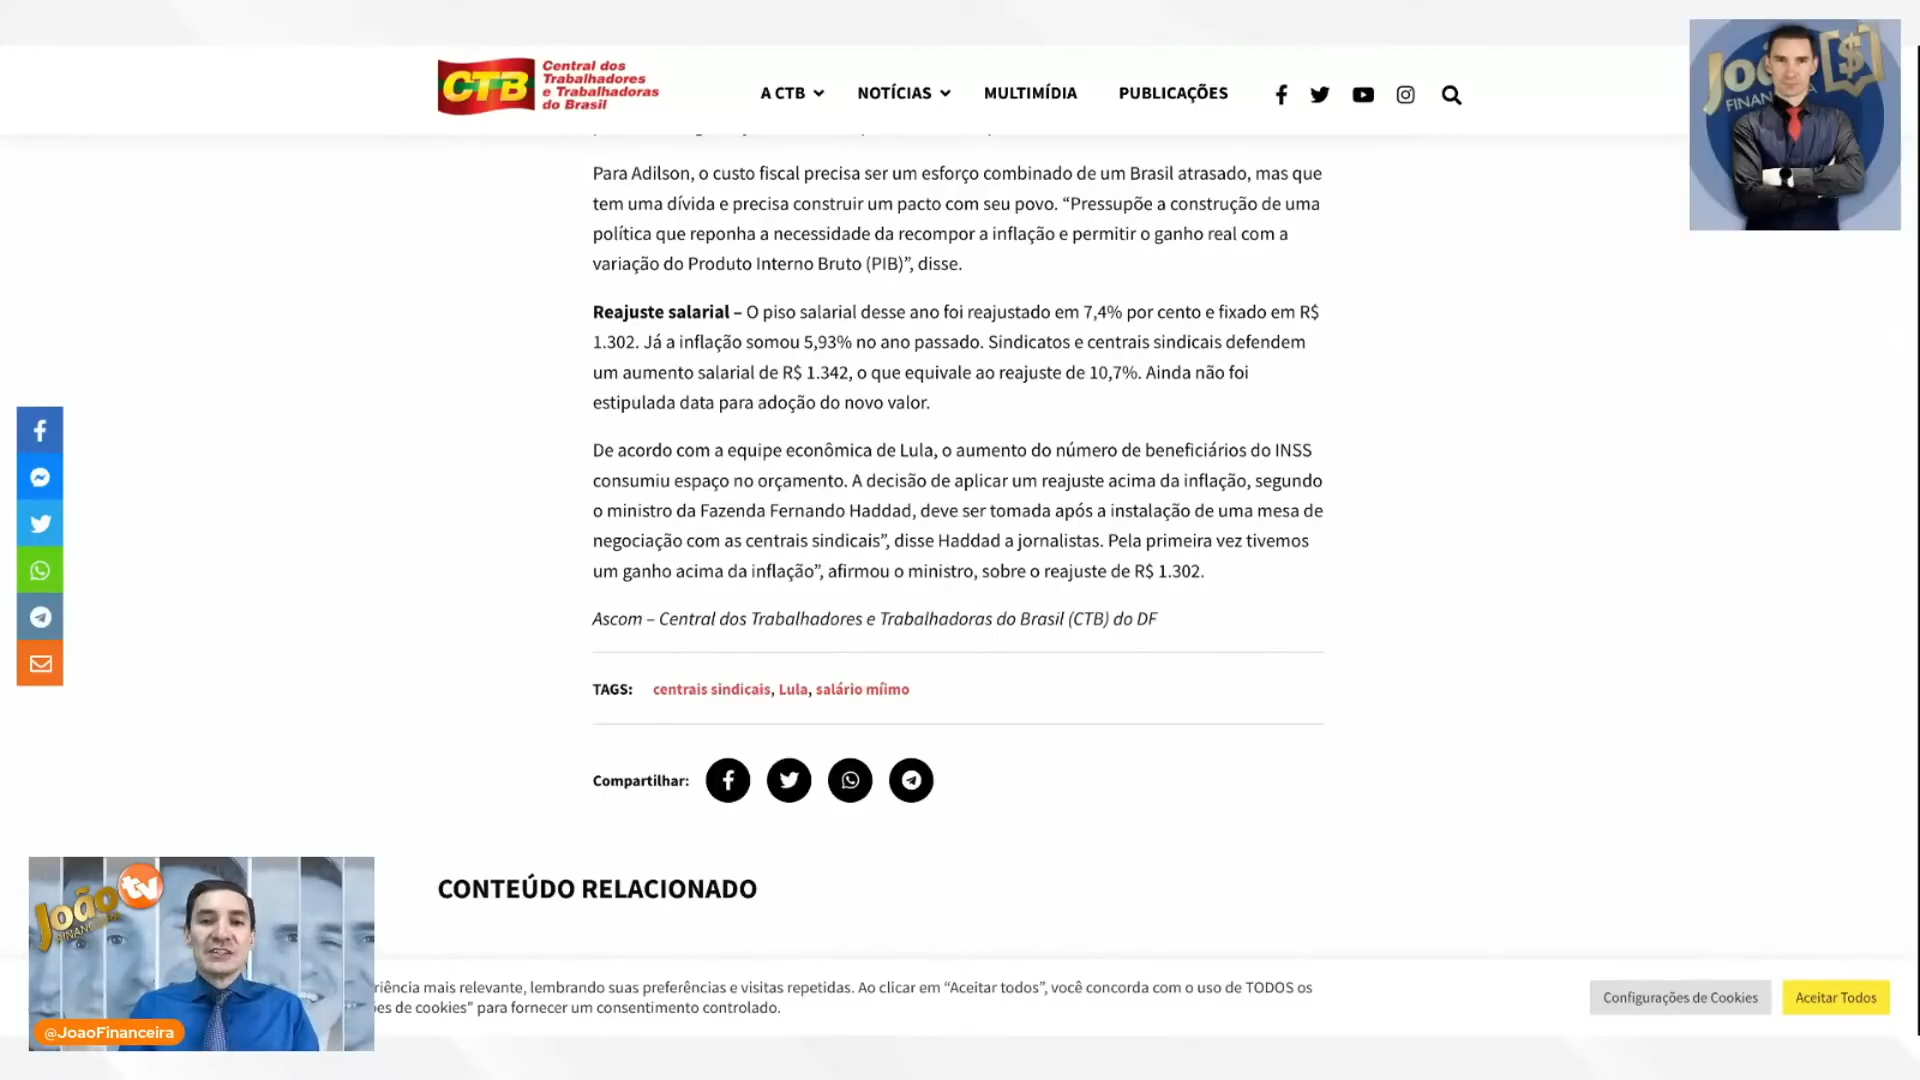 CTB
Central dos
Trabalhadores
e Trabalhadoras
do Brasil
A CTB
NOTÍCIAS
MULTIMÍDIA
PUBLICAÇÕES
João
FINANCEIRA
Para Adilson, o custo fiscal precisa ser um esforço combinado de um Brasil atrasado, mas que
tem uma dívida e precisa construir um pacto com seu povo. “Pressupõe a construção de uma
política que reponha a necessidade da recompor a inflação e permitir o ganho real com a
variação do Produto Interno Bruto (PIB)”, disse.
Reajuste salarial – O piso salarial desse ano foi reajustado em 7,4% por cento e fixado em R$
1.302. Já a inflação somou 5,93% no ano passado. Sindicatos e centrais sindicais defendem
um aumento salarial de R$ 1.342, o que equivale ao reajuste de 10,7%. Ainda não foi
estipulada data para adoção do novo valor.
De acordo com a equipe econômica de Lula, o aumento do número de beneficiários do INSS
consumiu espaço no orçamento. A decisão de aplicar um reajuste acima da inflação, segundo
o ministro da Fazenda Fernando Haddad, deve ser tomada após a instalação de uma mesa de
negociação com as centrais sindicais”, disse Haddad a jornalistas. Pela primeira vez tivemos
um ganho acima da inflação”, afirmou o ministro, sobre o reajuste de R$ 1.302.
Ascom – Central dos Trabalhadores e Trabalhadoras do Brasil (CTB) do DF
TAGS: centrais sindicais, Lula, salário míimo
Compartilhar:
CONTEÚDO RELACIONADO
João tv
FINANCEIRA
@JoaoFinanceira
riência mais relevante, lembrando suas preferências e visitas repetidas. Ao clicar em “Aceitar todos”, você concorda com o uso de TODOS os
es de cookies" para fornecer um consentimento controlado.
Configurações de Cookies
Aceitar Todos